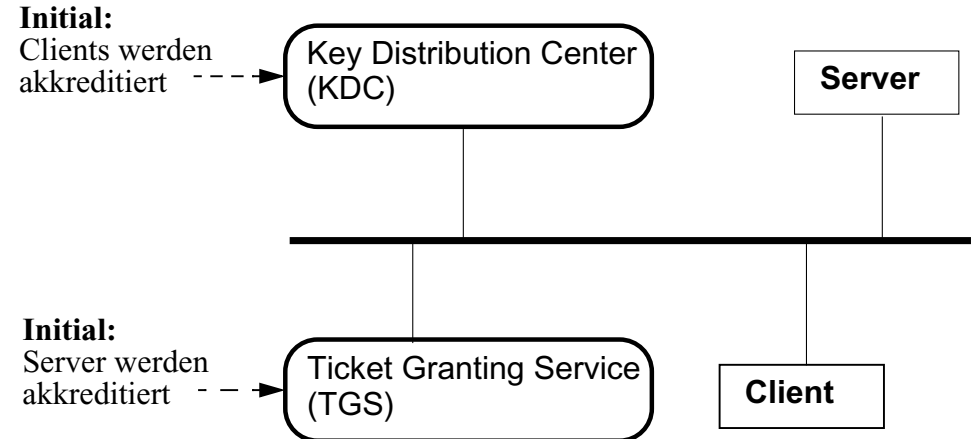 Initial:
Clients werden
akkreditiert
Key Distribution Center
(KDC)
Server
Initial:
Server werden
akkreditiert
Ticket Granting Service
(TGS)
Client